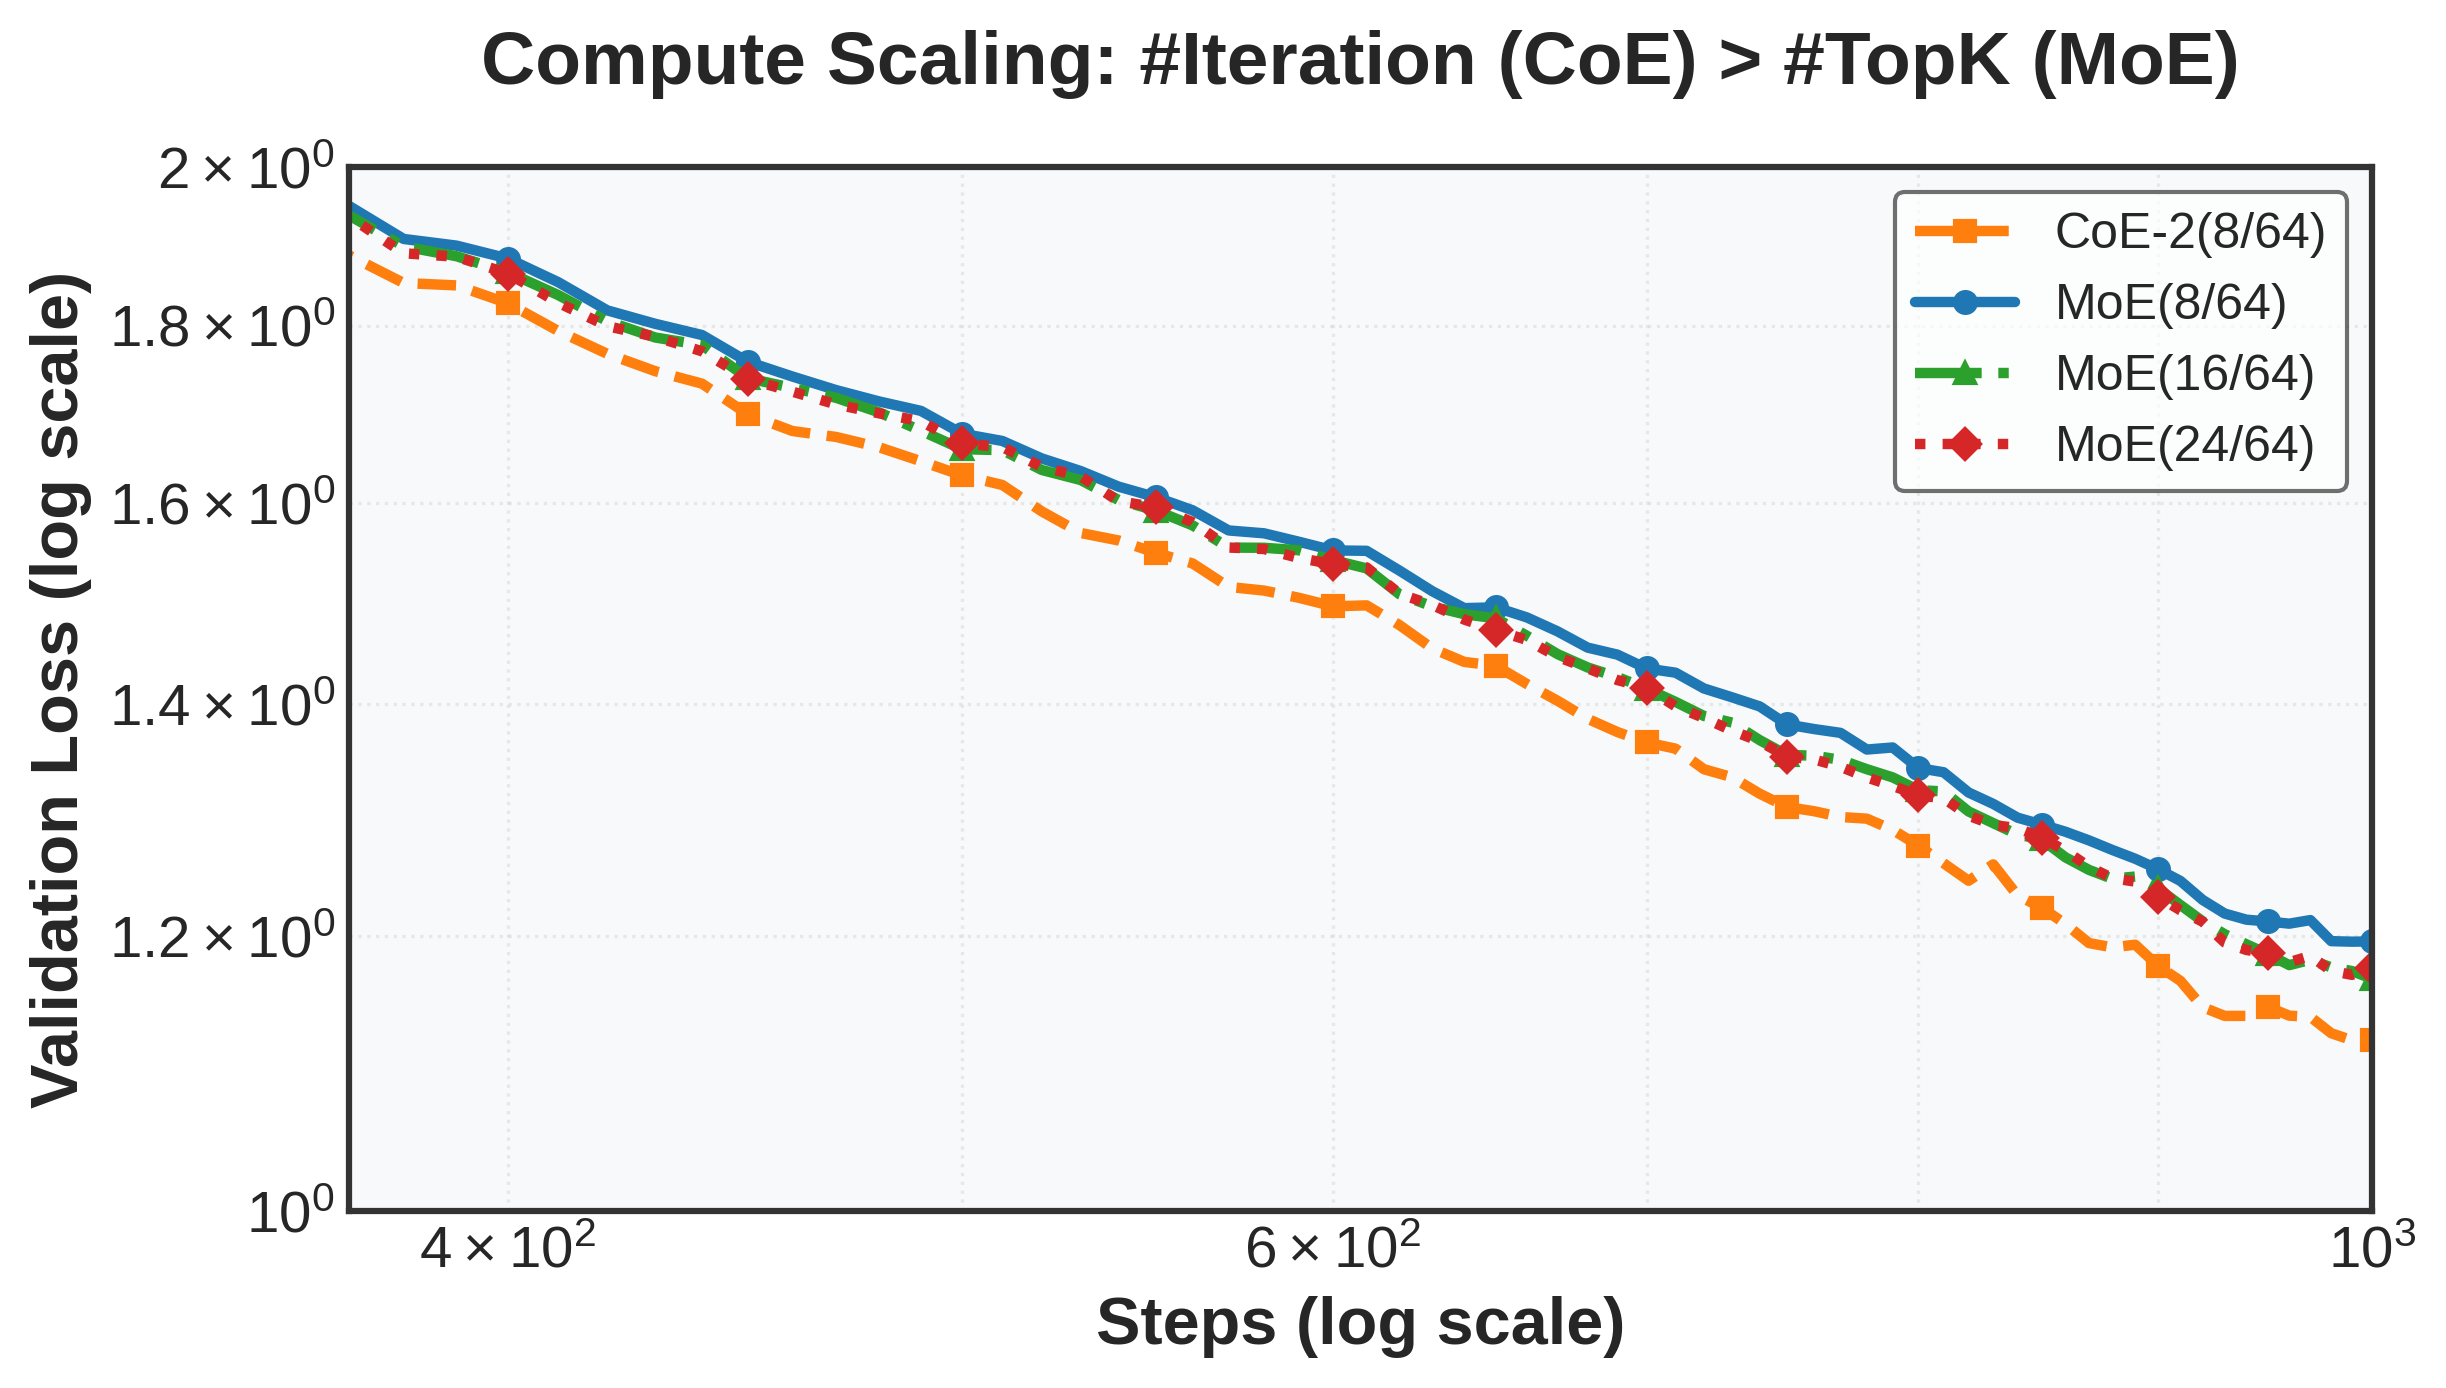 Compute Scaling: #Iteration (CoE) > #TopK (MoE)
Validation Loss (log scale)
2 × 10⁰
1.8 × 10⁰
1.6 × 10⁰
1.4 × 10⁰
1.2 × 10⁰
10⁰
CoE-2(8/64)
MoE(8/64)
MoE(16/64)
MoE(24/64)
4 × 10² 6 × 10² 10³
Steps (log scale)